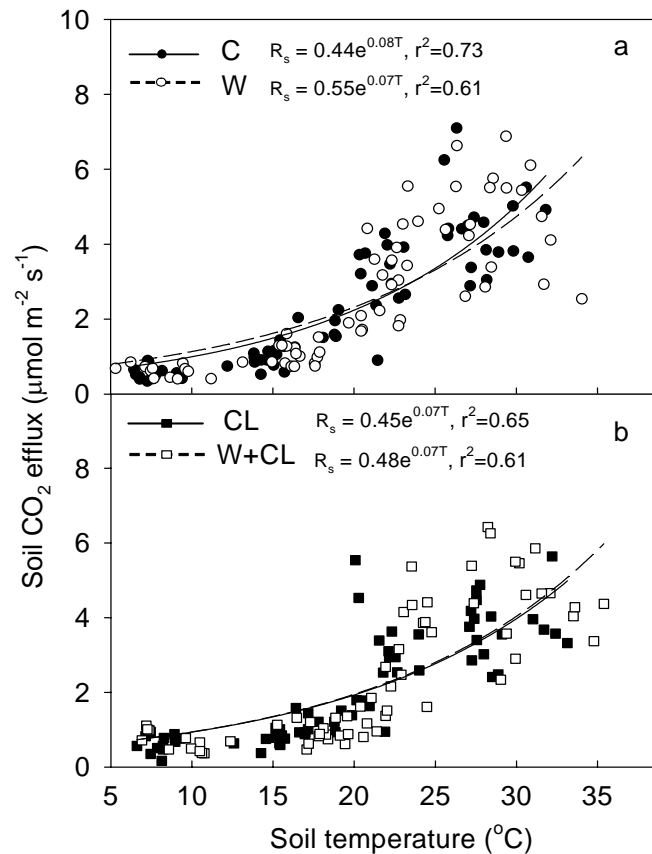 10
C R_s = 0.44e^0.08T, r^2=0.73 a
W R_s = 0.55e^0.07T, r^2=0.61
8
6
4
2
0
CL R_s = 0.45e^0.07T, r^2=0.65 b
W+CL R_s = 0.48e^0.07T, r^2=0.61
8
6
4
2
0
5 10 15 20 25 30 35
Soil temperature (°C)
Soil CO_2 efflux (μmol m^-2 s^-1)